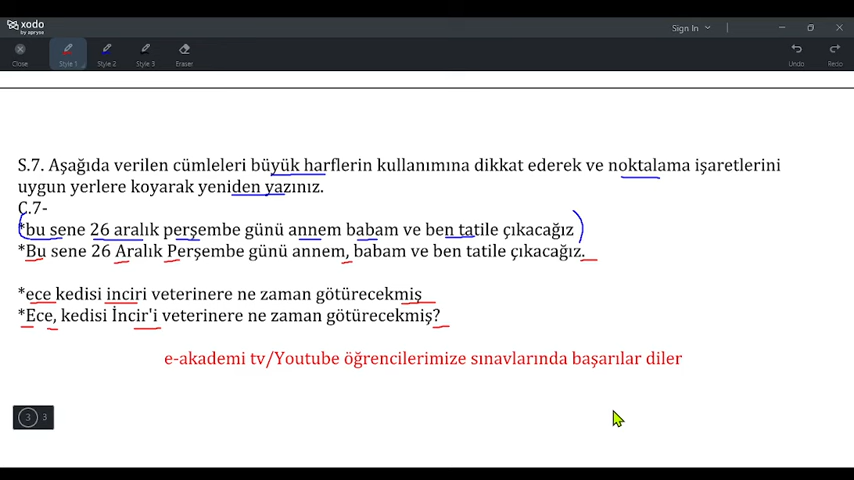 xodo
by apryse
Sign In
Close
Style 1
Style 2
Style 3
Eraser
Undo
Redo
S.7. Aşağıda verilen cümleleri büyük harflerin kullanımına dikkat ederek ve noktalama işaretlerini
uygun yerlere koyarak yeniden yazınız.
C.7-
*bu sene 26 aralık perşembe günü annem babam ve ben tatile çıkacağız
*Bu sene 26 Aralık Perşembe günü annem, babam ve ben tatile çıkacağız.
*ece kedisi inciri veterinere ne zaman götürecekmiş
*Ece, kedisi İncir'i veterinere ne zaman götürecekmiş?
e-akademi tv/Youtube öğrencilerimize sınavlarında başarılar diler
3 3